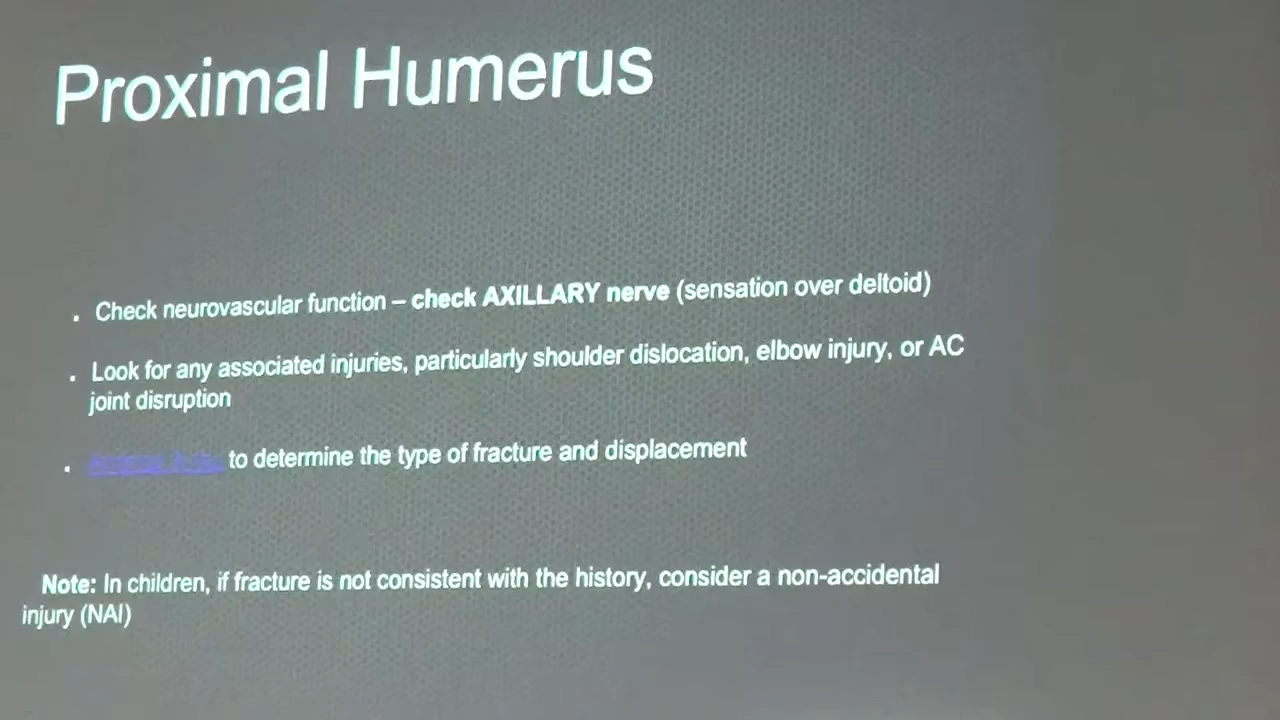 Proximal Humerus
. Check neurovascular function – check AXILLARY nerve (sensation over deltoid)
. Look for any associated injuries, particularly shoulder dislocation, elbow injury, or AC
joint disruption
. to determine the type of fracture and displacement
Note: In children, if fracture is not consistent with the history, consider a non-accidental
injury (NAI)